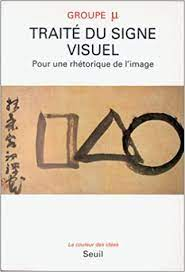 GROUPE μ
TRAITÉ DU SIGNE
VISUEL
Pour une rhétorique de l'image
La couleur des idées
Seuil